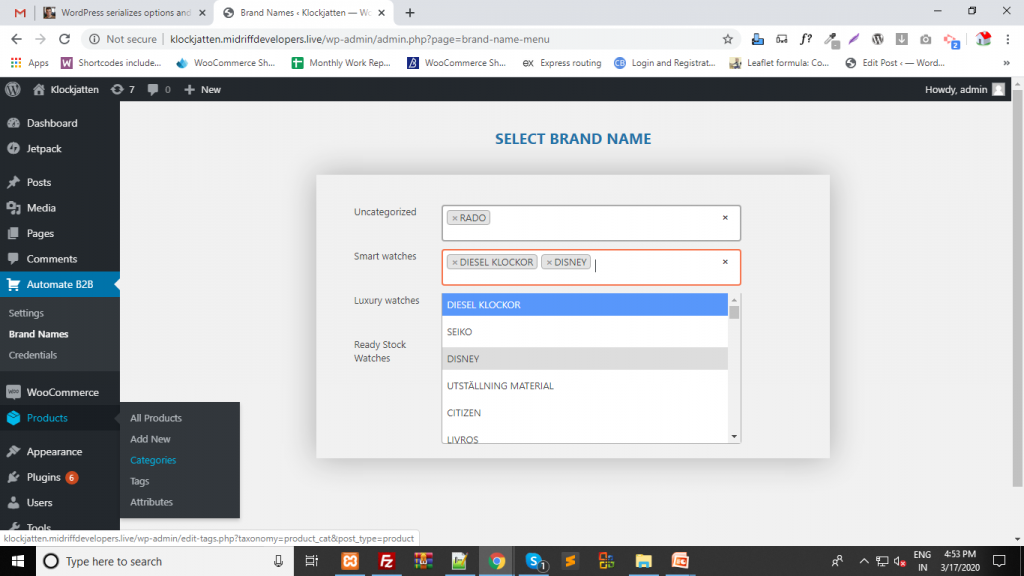 WordPress serializes options and
Brand Names ‹ Klockjatten — Wo
Not secure
klockjatten.midriffdevelopers.live/wp-admin/admin.php?page=brand-name-menu
f?
2
Apps
Shortcodes include...
WooCommerce Sh...
Monthly Work Rep...
WooCommerce Sh...
ex Express routing
CB Login and Registrat...
Leaflet formula: Co...
Edit Post ‹ — Word...
»
Klockjatten
7
0
+ New
Howdy, admin
Dashboard
Jetpack
Posts
Media
Pages
Comments
Automate B2B
Settings
Brand Names
Credentials
WooCommerce
Products
Appearance
Plugins 6
Users
Tools
All Products
Add New
Categories
Tags
Attributes
SELECT BRAND NAME
Uncategorized
× RADO
×
Smart watches
× DIESEL KLOCKOR × DISNEY
×
Luxury watches
Ready Stock
Watches
DIESEL KLOCKOR
SEIKO
DISNEY
UTSTÄLLNING MATERIAL
CITIZEN
LIVROS
klockjatten.midriffdevelopers.live/wp-admin/edit-tags.php?taxonomy=product_cat&post_type=product
Type here to search
1
ENG
IN
4:53 PM
3/17/2020